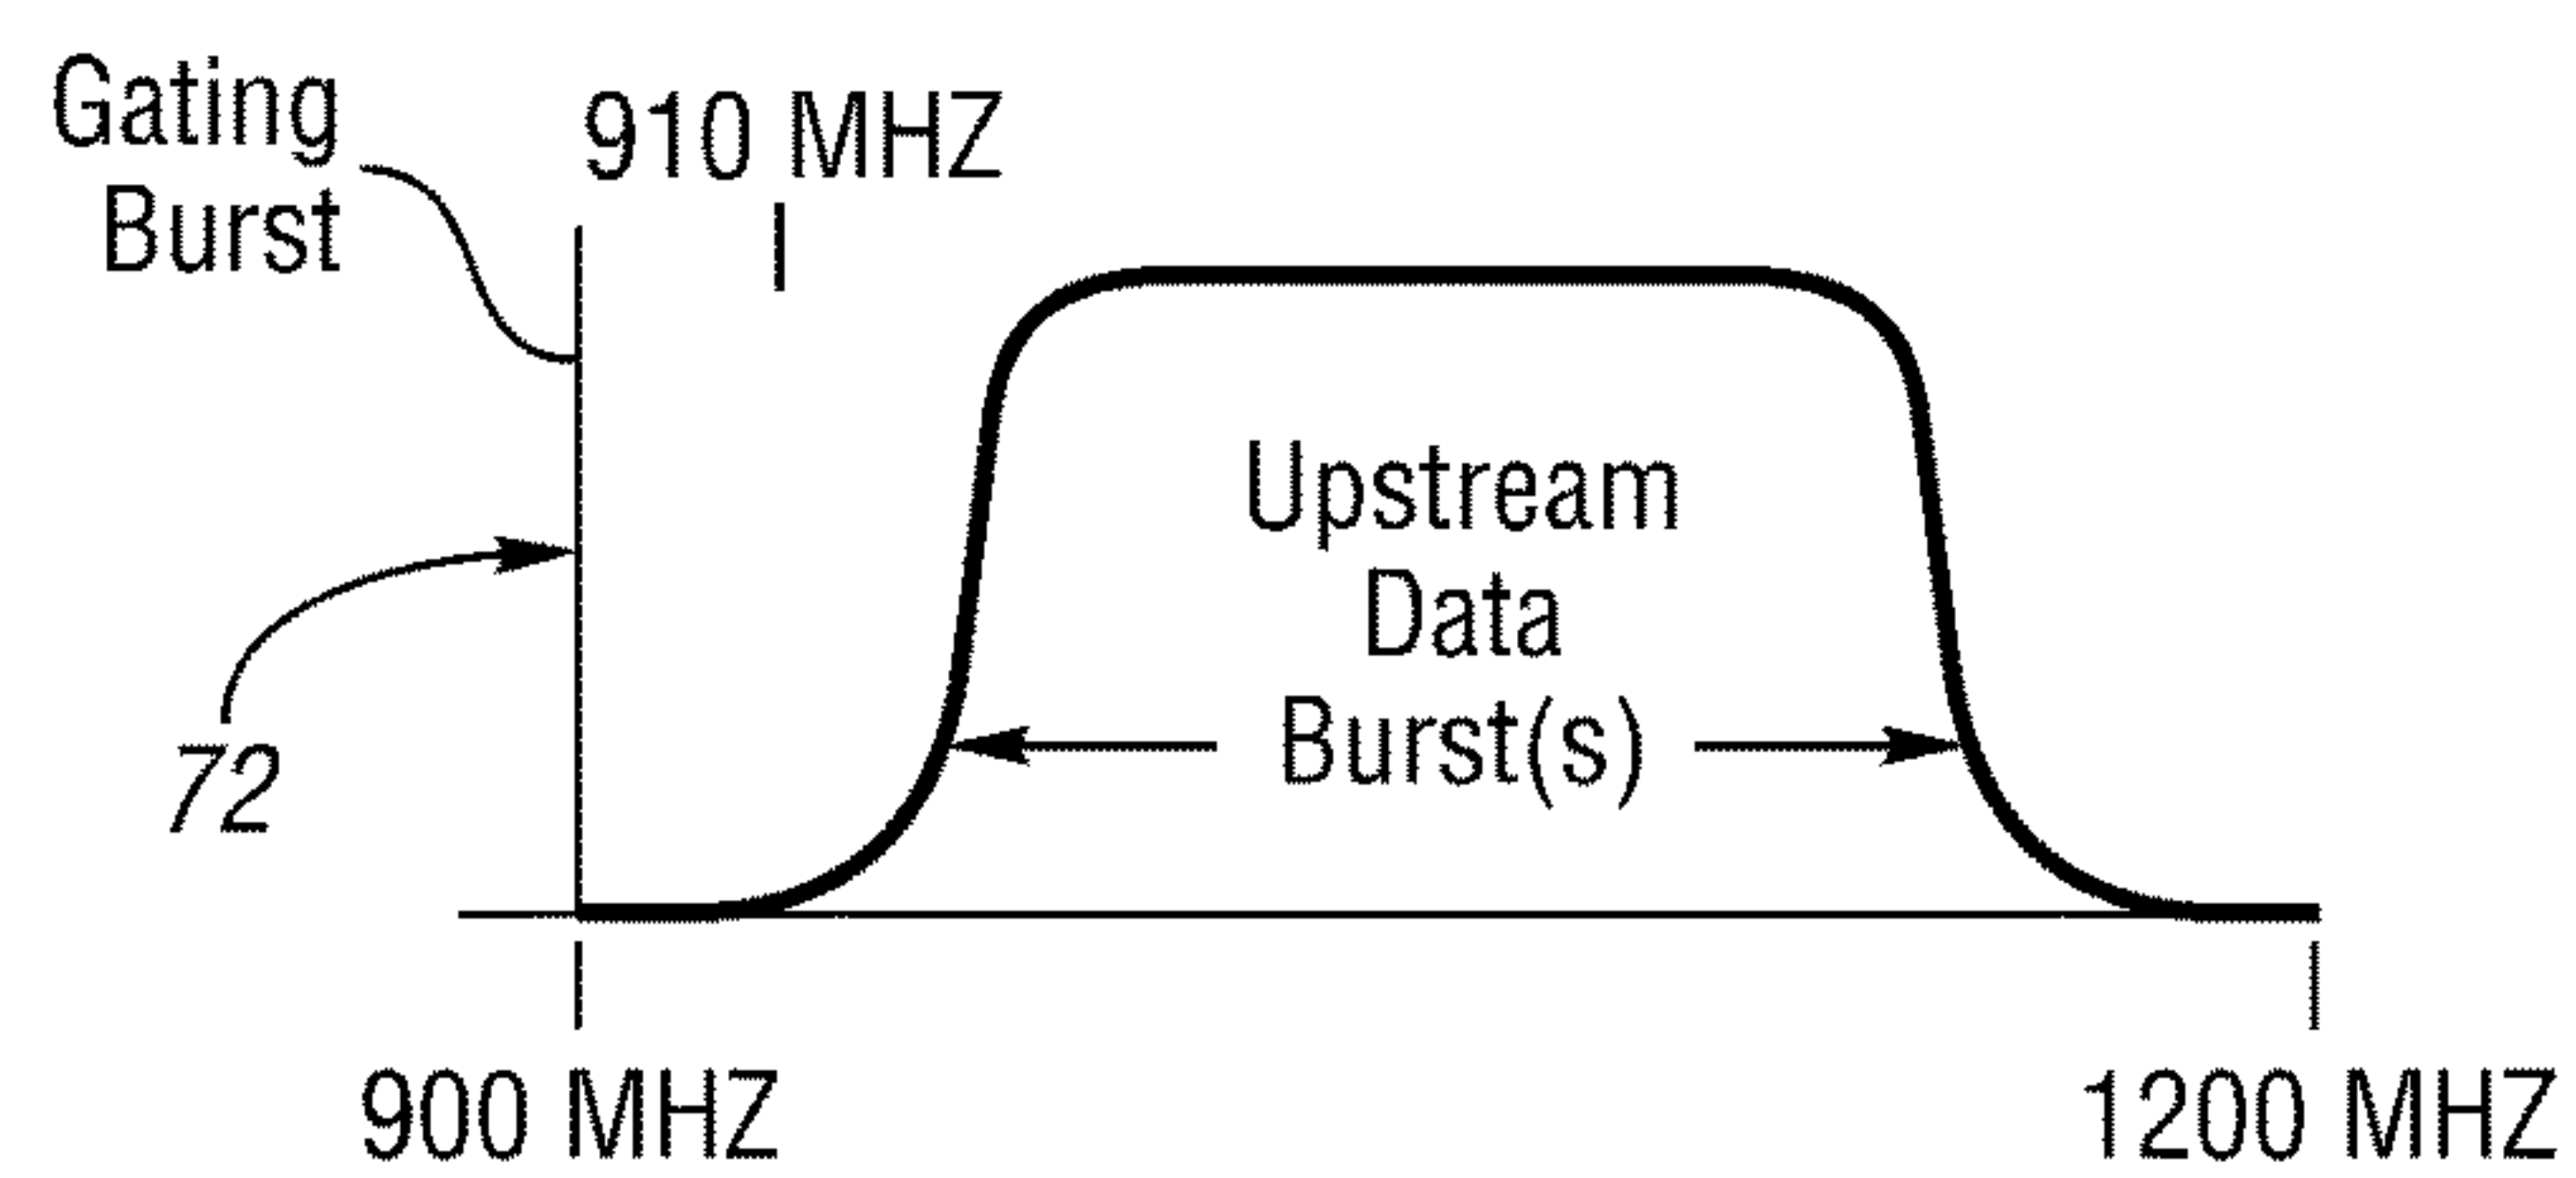 Gating
Burst
910 MHZ
Upstream
Data
Burst(s)
72
900 MHZ
1200 MHZ